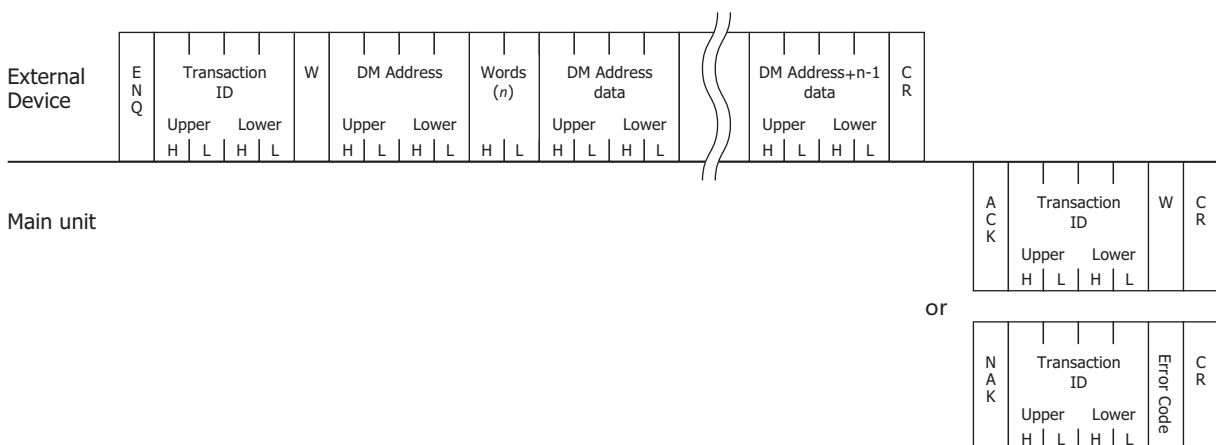 External
Device
E
N
Q
Transaction
ID
Upper Lower
H L H L
W
DM Address
Upper Lower
H L H L
Words
(n)
H L
DM Address
data
Upper Lower
H L H L
DM Address+n-1
data
Upper Lower
H L H L
C
R
Main unit
A
C
K
Transaction
ID
Upper Lower
H L H L
W
C
R
or
N
A
K
Transaction
ID
Upper Lower
H L H L
Error Code
C
R